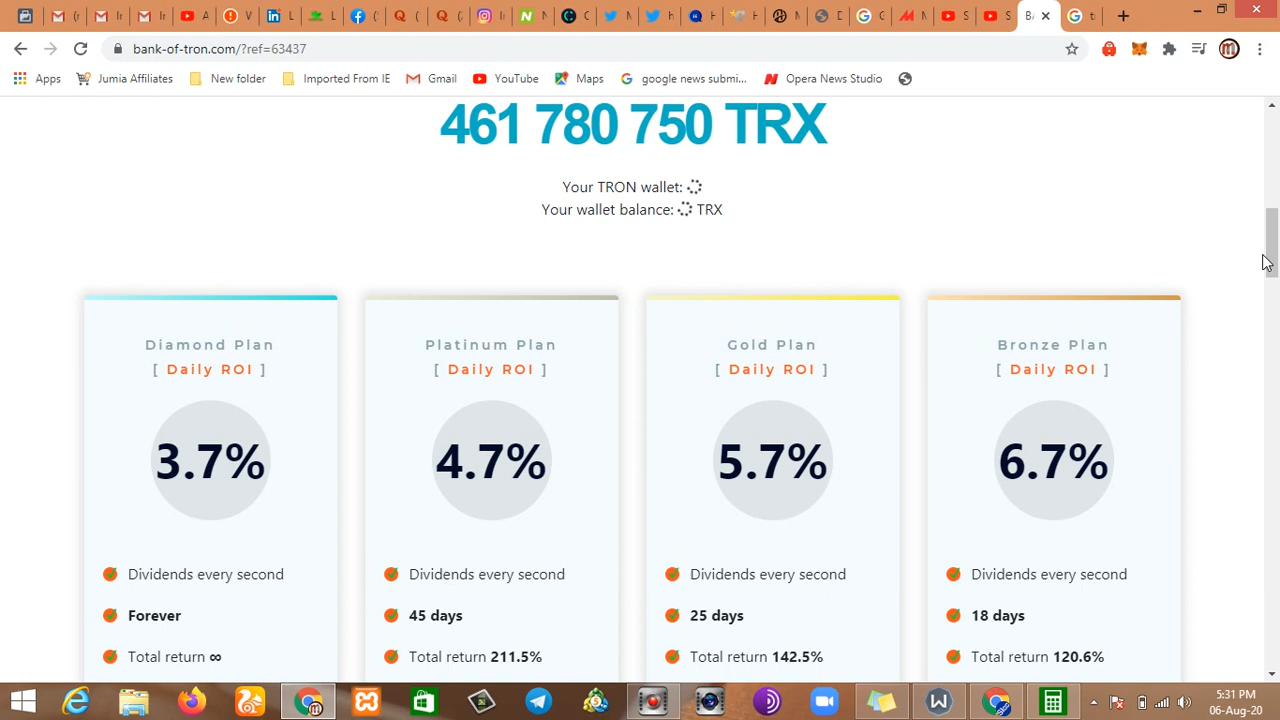 bank-of-tron.com/?ref=63437
Apps
Jumia Affiliates
New folder
Imported From IE
Gmail
YouTube
Maps
google news submi...
Opera News Studio
461 780 750 TRX
Your TRON wallet:
Your wallet balance: TRX
Diamond Plan
[ Daily ROI ]
3.7%
Dividends every second
Forever
Total return ∞
Platinum Plan
[ Daily ROI ]
4.7%
Dividends every second
45 days
Total return 211.5%
Gold Plan
[ Daily ROI ]
5.7%
Dividends every second
25 days
Total return 142.5%
Bronze Plan
[ Daily ROI ]
6.7%
Dividends every second
18 days
Total return 120.6%
5:31 PM
06-Aug-20